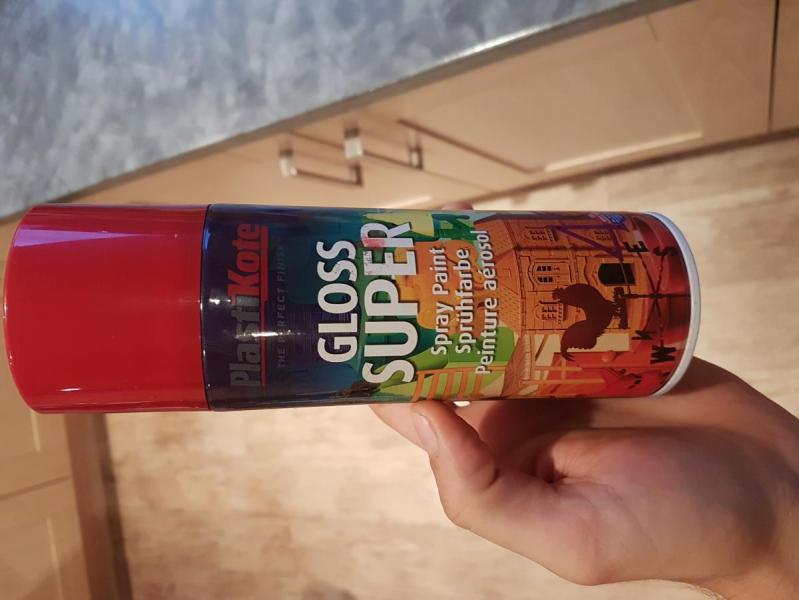 PlastiKote
THE PERFECT FINISH
GLOSS
SUPER
Spray Paint
Sprühfarbe
Peinture aérosol
E
S
N
W